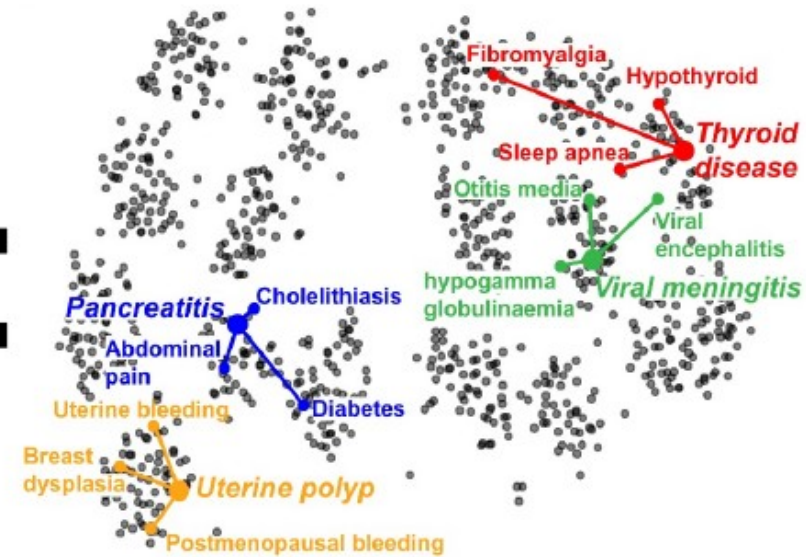 Fibromyalgia
Hypothyroid
Thyroid
disease
Sleep apnea
Otitis media
Viral
encephalitis
hypogamma
globulinaemia
Viral meningitis
Pancreatitis
Cholelithiasis
Abdominal
pain
Diabetes
Uterine bleeding
Breast
dysplasia
Uterine polyp
Postmenopausal bleeding